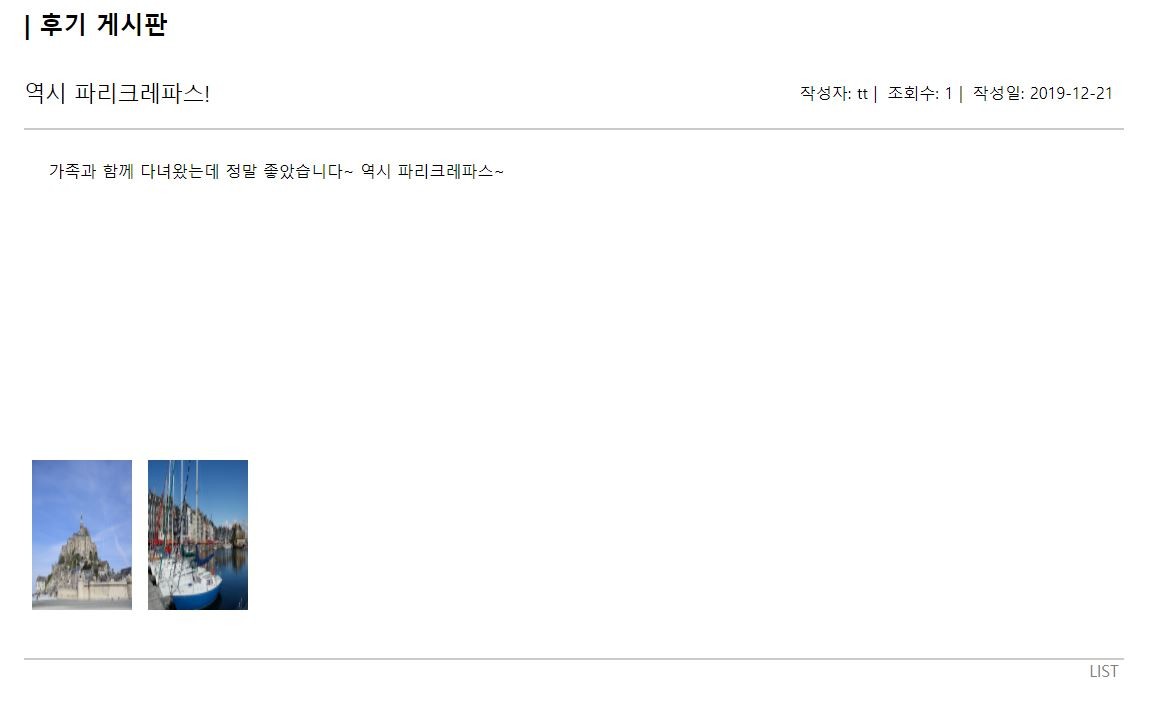 | 후기 게시판
역시 파리크레파스!
작성자: tt | 조회수: 1 | 작성일: 2019-12-21
가족과 함께 다녀왔는데 정말 좋았습니다~ 역시 파리크레파스~
LIST